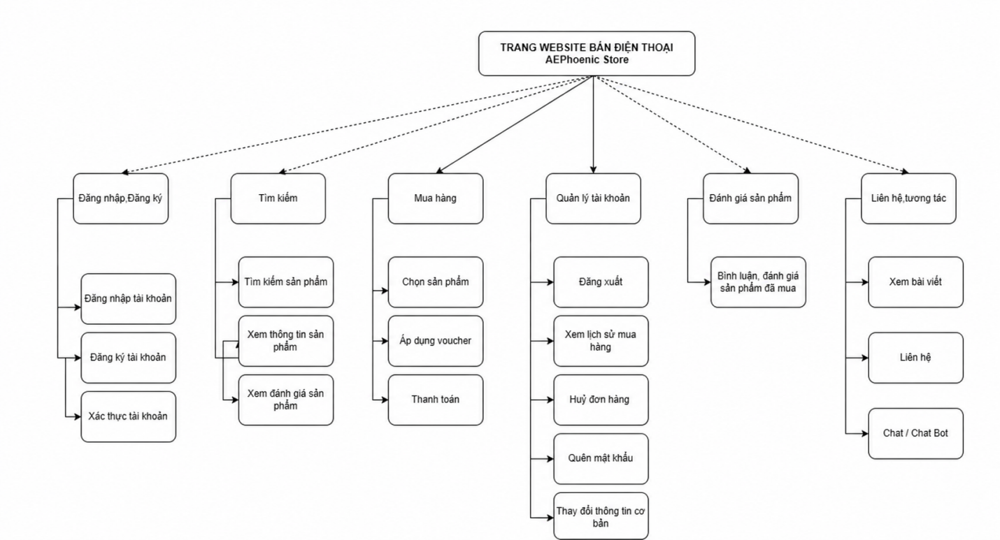 TRANG WEBSITE BÁN ĐIỆN THOẠI
AEPhoenic Store
Đăng nhập,Đăng ký
Tìm kiếm
Mua hàng
Quản lý tài khoản
Đánh giá sản phẩm
Liên hệ,tương tác
Đăng nhập tài khoản
Đăng ký tài khoản
Xác thực tài khoản
Tìm kiếm sản phẩm
Xem thông tin sản
phẩm
Xem đánh giá sản
phẩm
Chọn sản phẩm
Áp dụng voucher
Thanh toán
Đăng xuất
Xem lịch sử mua
hàng
Huỷ đơn hàng
Quên mật khẩu
Thay đổi thông tin cơ
bản
Bình luận, đánh giá
sản phẩm đã mua
Xem bài viết
Liên hệ
Chat / Chat Bot